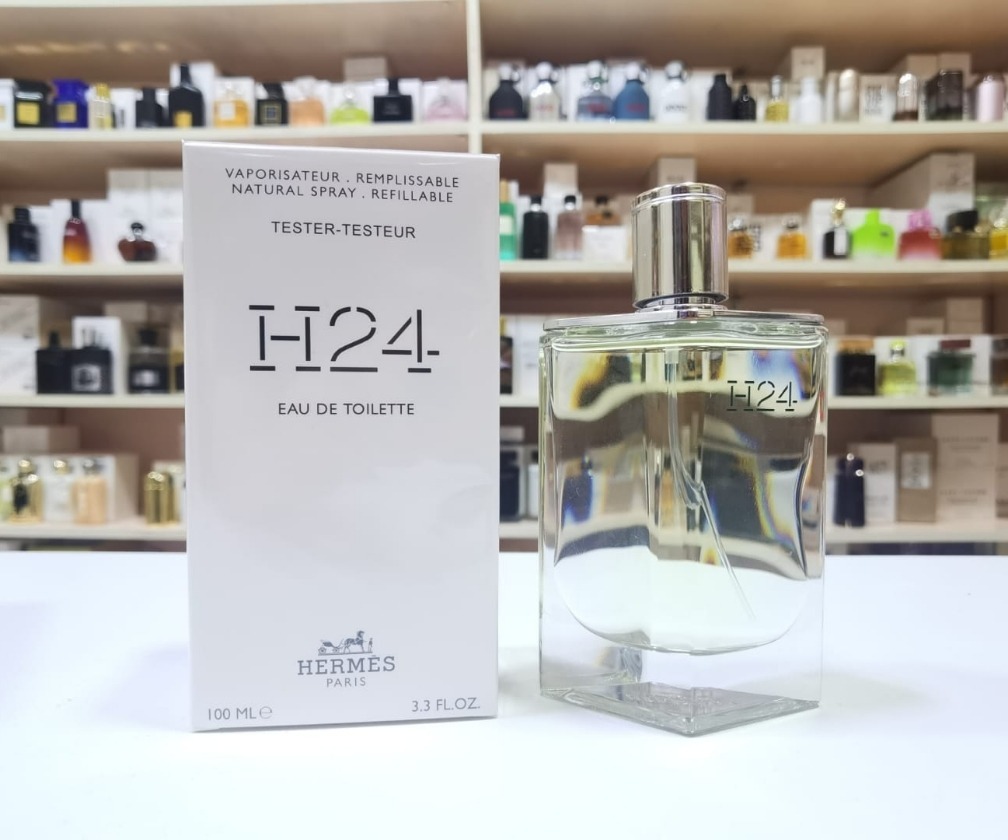 VAPORISATEUR . REMPLISSABLE
NATURAL SPRAY . REFILLABLE
TESTER-TESTEUR
H24
EAU DE TOILETTE
HERMÈS
PARIS
100 ML ℮
3.3 FL.OZ.
H24